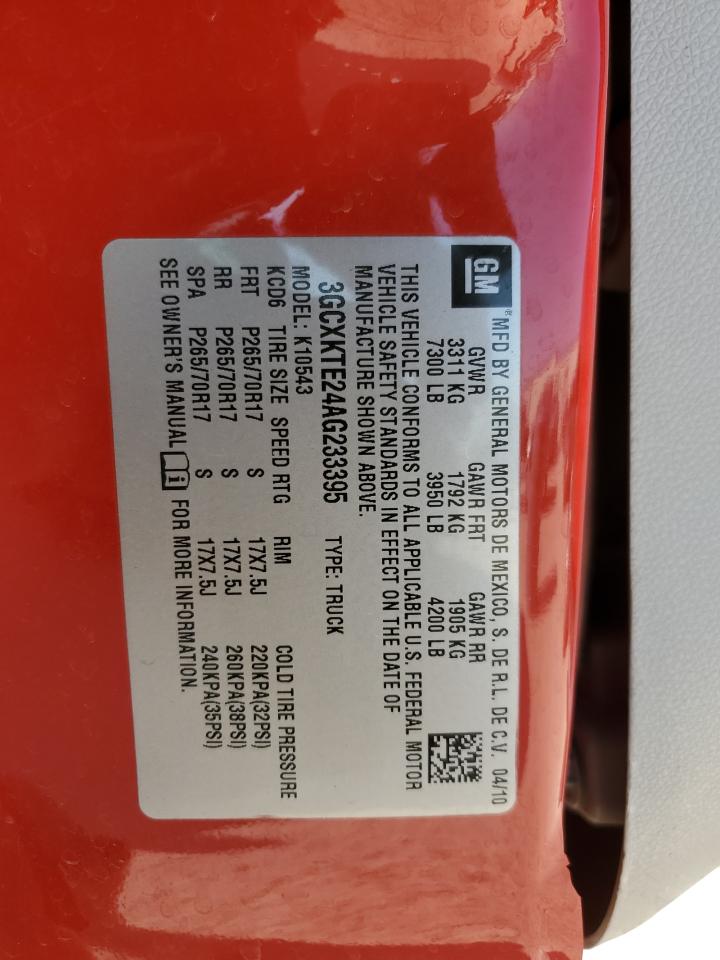 GM® MFD BY GENERAL MOTORS DE MEXICO, S. DE R.L. DE C.V. 04/10
GVWR GAWR FRT GAWR RR
3311 KG 1792 KG 1905 KG
7300 LB 3950 LB 4200 LB
THIS VEHICLE CONFORMS TO ALL APPLICABLE U.S. FEDERAL MOTOR
VEHICLE SAFETY STANDARDS IN EFFECT ON THE DATE OF
MANUFACTURE SHOWN ABOVE.
3GCXKTE24AG233395 TYPE: TRUCK
MODEL: K10543
KCD6 TIRE SIZE SPEED RTG RIM COLD TIRE PRESSURE
FRT P265/70R17 S 17X7.5J 220KPA(32PSI)
RR P265/70R17 S 17X7.5J 260KPA(38PSI)
SPA P265/70R17 S 17X7.5J 240KPA(35PSI)
SEE OWNER'S MANUAL FOR MORE INFORMATION.